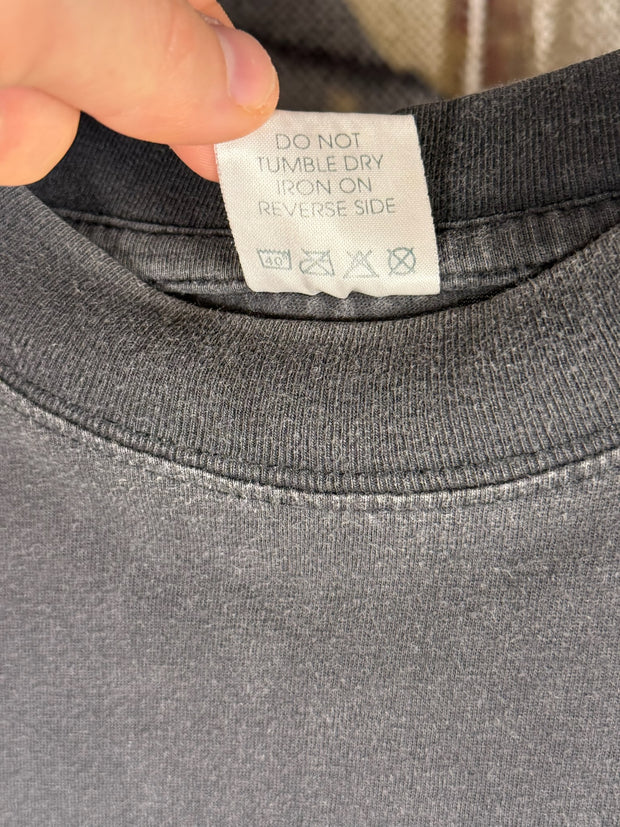 DO NOT
TUMBLE DRY
IRON ON
REVERSE SIDE
40°